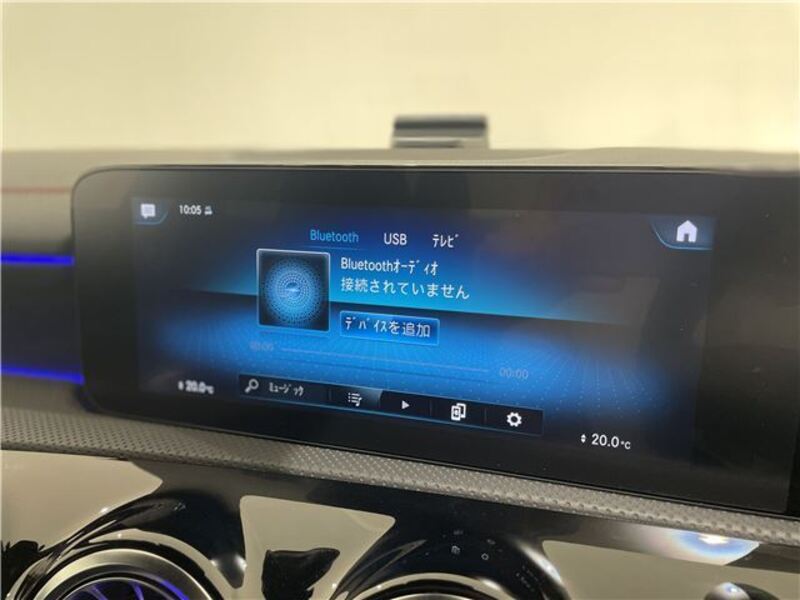 10:05
Bluetooth USB ﾃﾚﾋﾞ
Bluetoothｵｰﾃﾞｨｵ
接続されていません
ﾃﾞﾊﾞｲｽを追加
00:00
00:00
20.0°C
ﾐｭｰｼﾞｯｸ
20.0°C